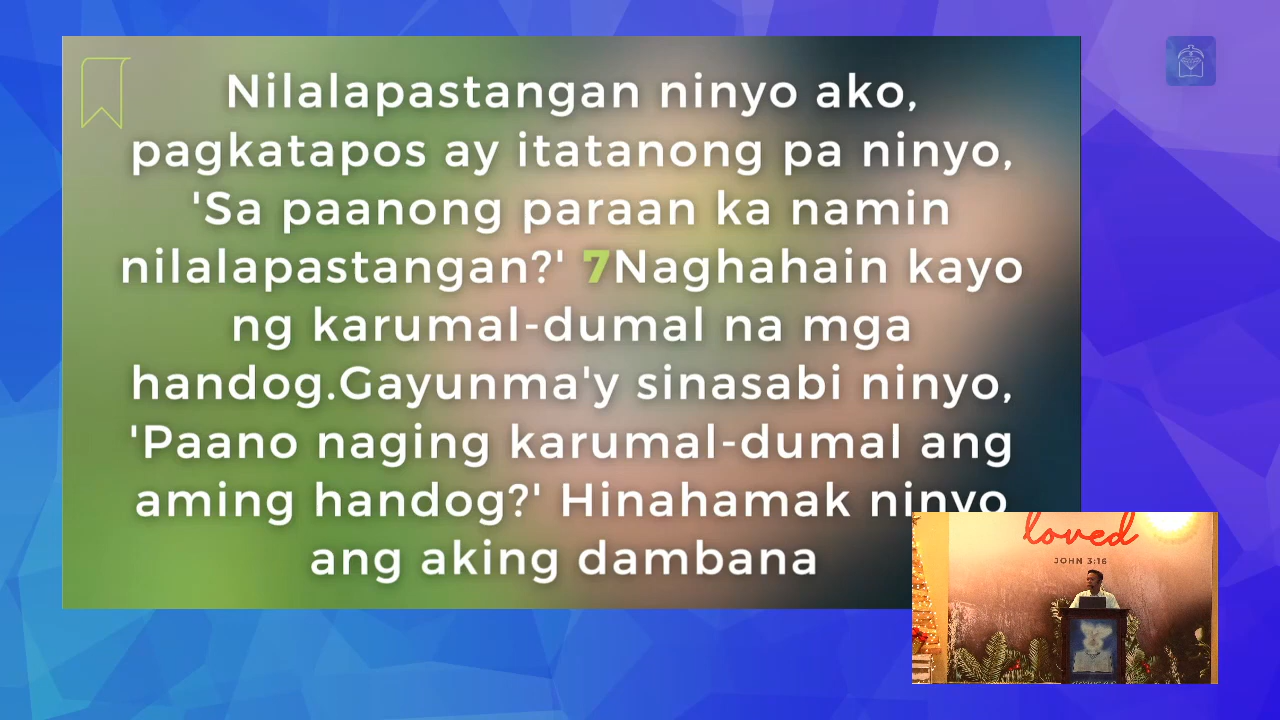 Nilalapastangan ninyo ako,
pagkatapos ay itatanong pa ninyo,
'Sa paanong paraan ka namin
nilalapastangan?' 7Naghahain kayo
ng karumal-dumal na mga
handog.Gayunma'y sinasabi ninyo,
'Paano naging karumal-dumal ang
aming handog?' Hinahamak ninyo
ang aking dambana
loved
JOHN 3:16